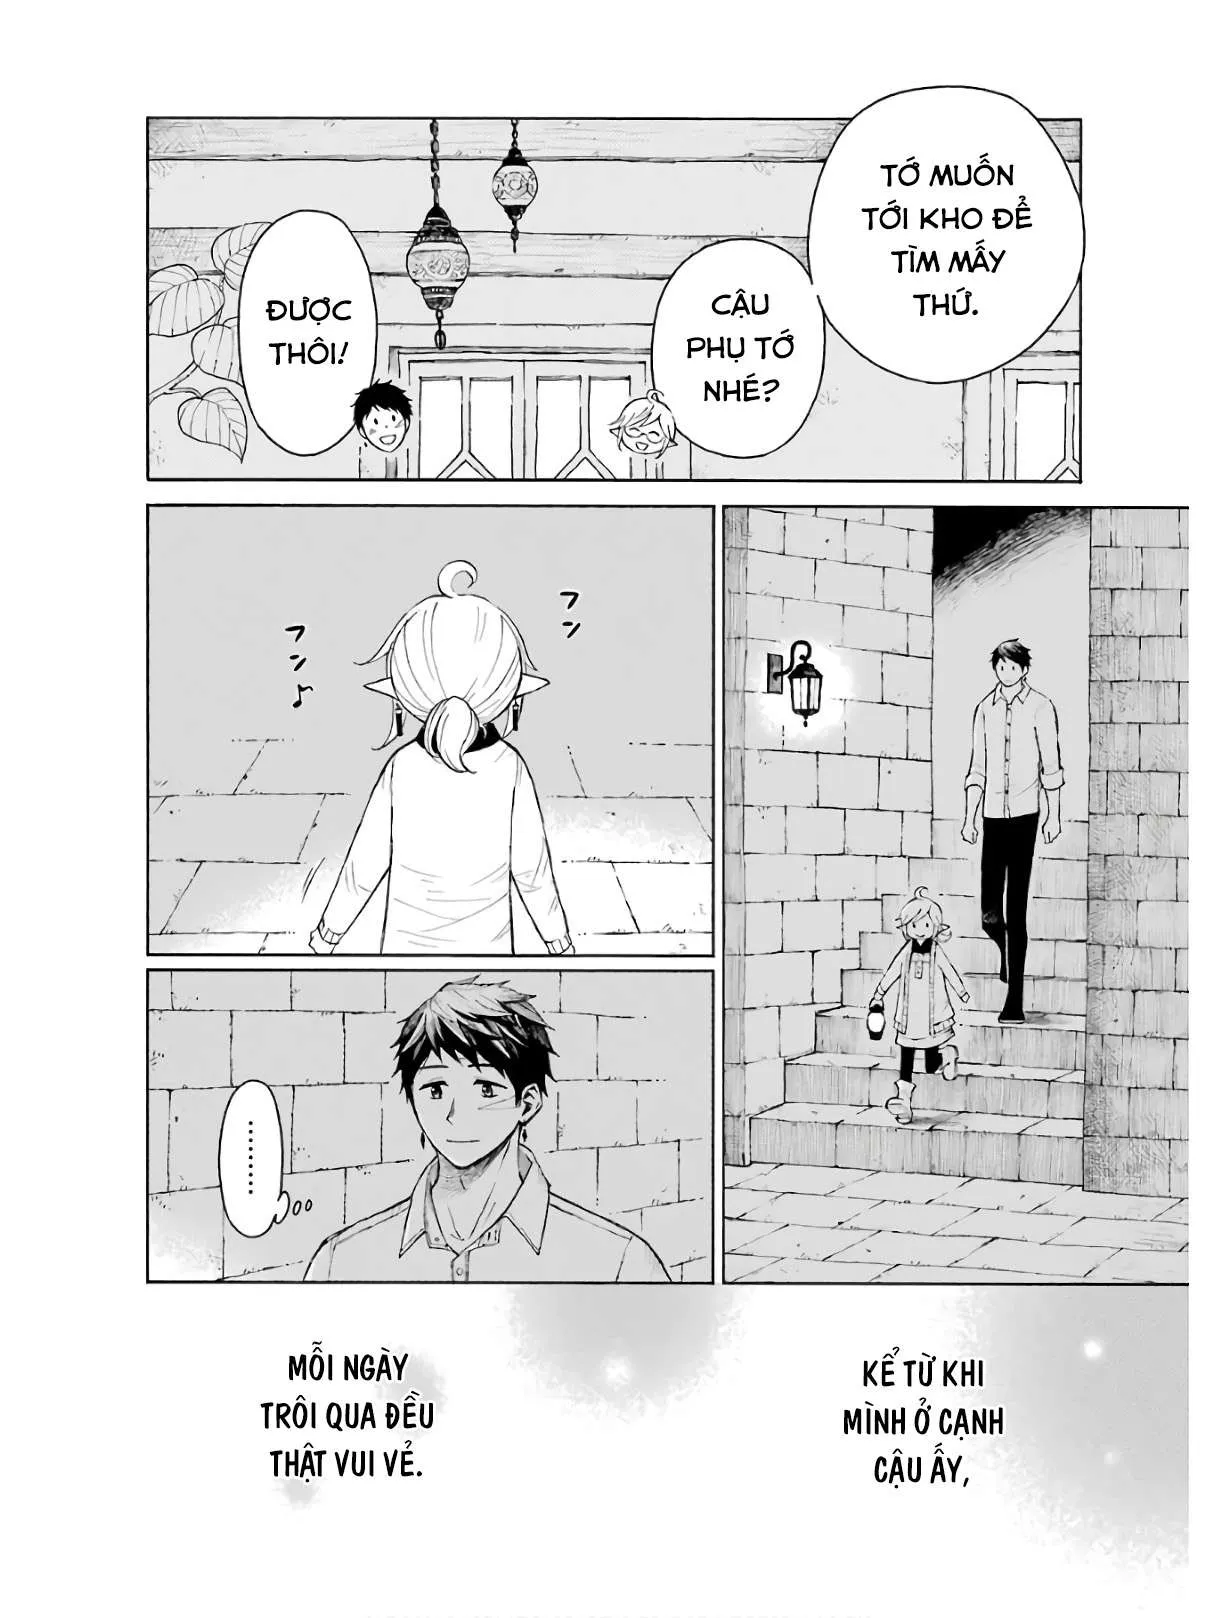 TỚ MUỐN
TỚI KHO ĐỂ
TÌM MẤY
THỨ.
CẬU
PHỤ TỚ
NHÉ?
ĐƯỢC
THÔI!
フン
フン♪
.........
KỂ TỪ KHI
MÌNH Ở CẠNH
CẬU ẤY,
MỖI NGÀY
TRÔI QUA ĐỀU
THẬT VUI VẺ.